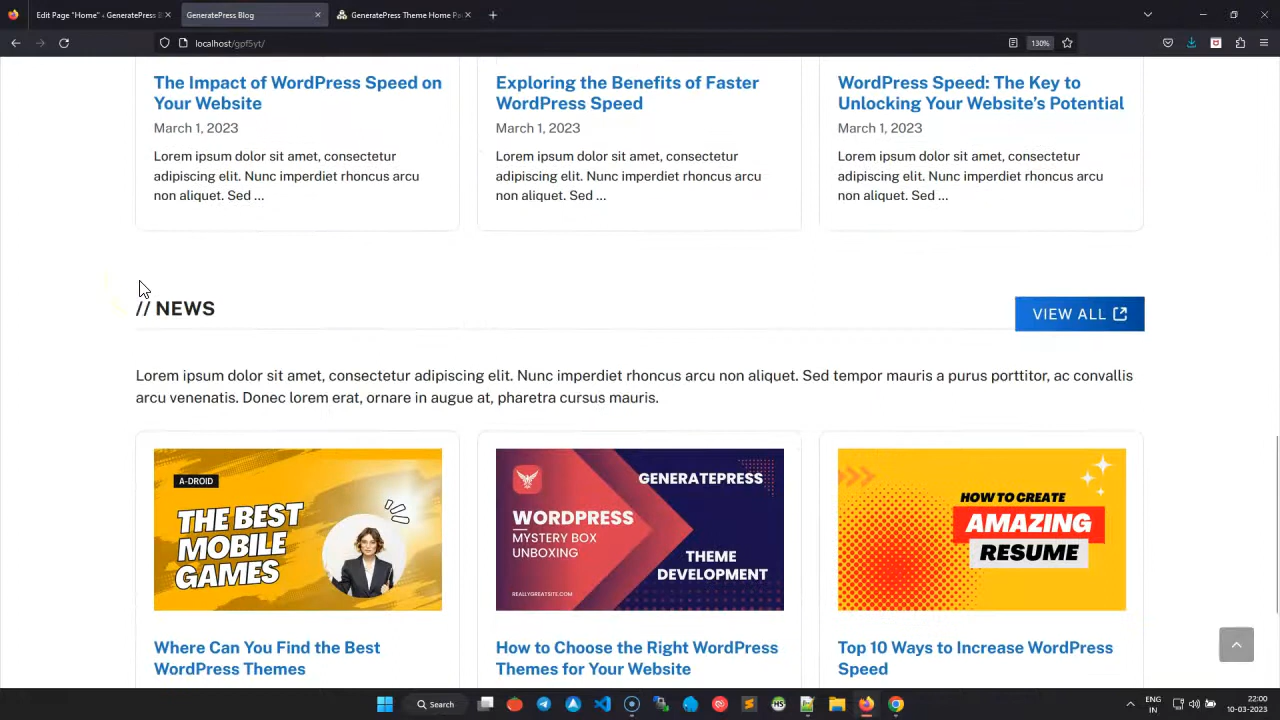 Edit Page "Home" ‹ GeneratePress B
GeneratePress Blog
GeneratePress Theme Home Pa
localhost/gpf5yt/
130%
The Impact of WordPress Speed on
Your Website
March 1, 2023
Lorem ipsum dolor sit amet, consectetur
adipiscing elit. Nunc imperdiet rhoncus arcu
non aliquet. Sed ...
Exploring the Benefits of Faster
WordPress Speed
March 1, 2023
Lorem ipsum dolor sit amet, consectetur
adipiscing elit. Nunc imperdiet rhoncus arcu
non aliquet. Sed ...
WordPress Speed: The Key to
Unlocking Your Website's Potential
March 1, 2023
Lorem ipsum dolor sit amet, consectetur
adipiscing elit. Nunc imperdiet rhoncus arcu
non aliquet. Sed ...
// NEWS
VIEW ALL
Lorem ipsum dolor sit amet, consectetur adipiscing elit. Nunc imperdiet rhoncus arcu non aliquet. Sed tempor mauris a purus porttitor, ac convallis
arcu venenatis. Donec lorem erat, ornare in augue at, pharetra cursus mauris.
A-DROID
THE BEST
MOBILE
GAMES
GENERATEPRESS
WORDPRESS
MYSTERY BOX
UNBOXING
THEME
DEVELOPMENT
REALLYGREATSITE.COM
HOW TO CREATE
AMAZING
RESUME
Where Can You Find the Best
WordPress Themes
How to Choose the Right WordPress
Themes for Your Website
Top 10 Ways to Increase WordPress
Speed
Search
HS
ENG
IN
22:00
10-03-2023